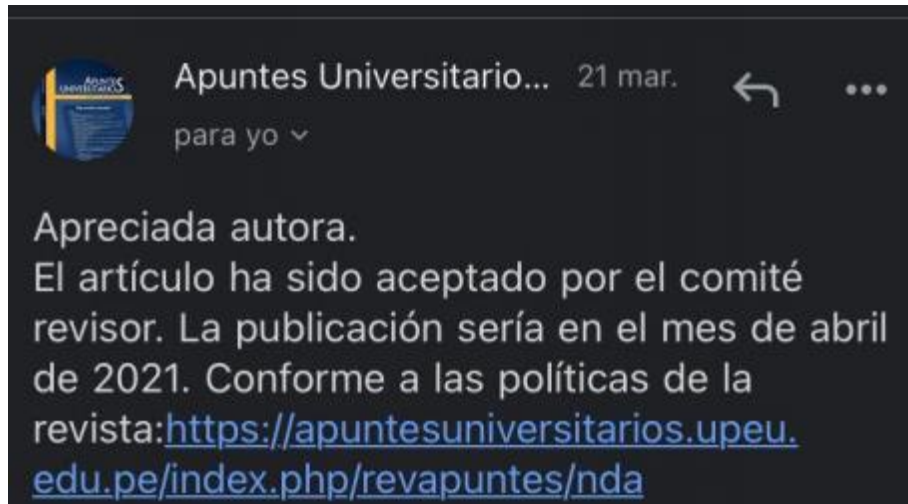 APUNTES
UNIVERSITARIOS
Apuntes Universitario... 21 mar.
para yo
Apreciada autora.
El artículo ha sido aceptado por el comité
revisor. La publicación sería en el mes de abril
de 2021. Conforme a las políticas de la
revista:https://apuntesuniversitarios.upeu.
edu.pe/index.php/revapuntes/nda